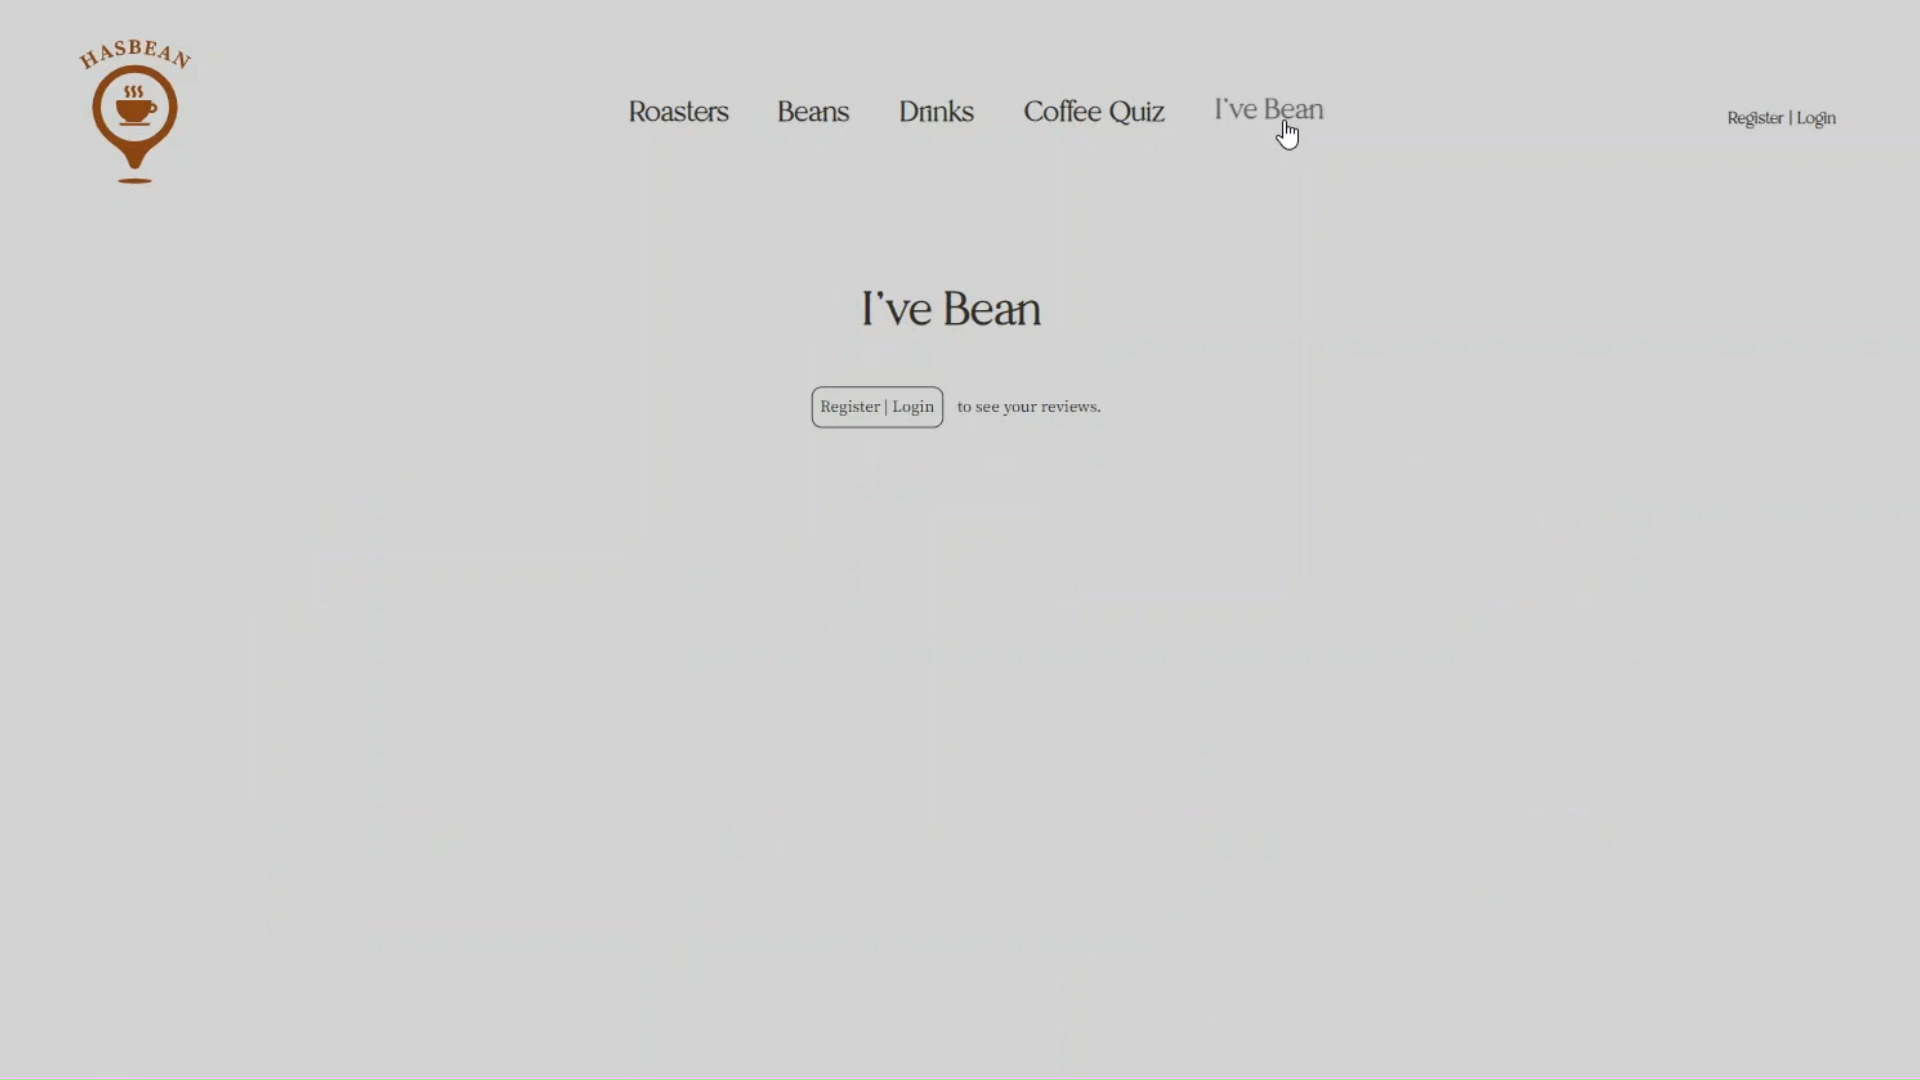 HASBEAN
Roasters Beans Drinks Coffee Quiz I've Bean Register | Login
I've Bean
Register | Login to see your reviews.